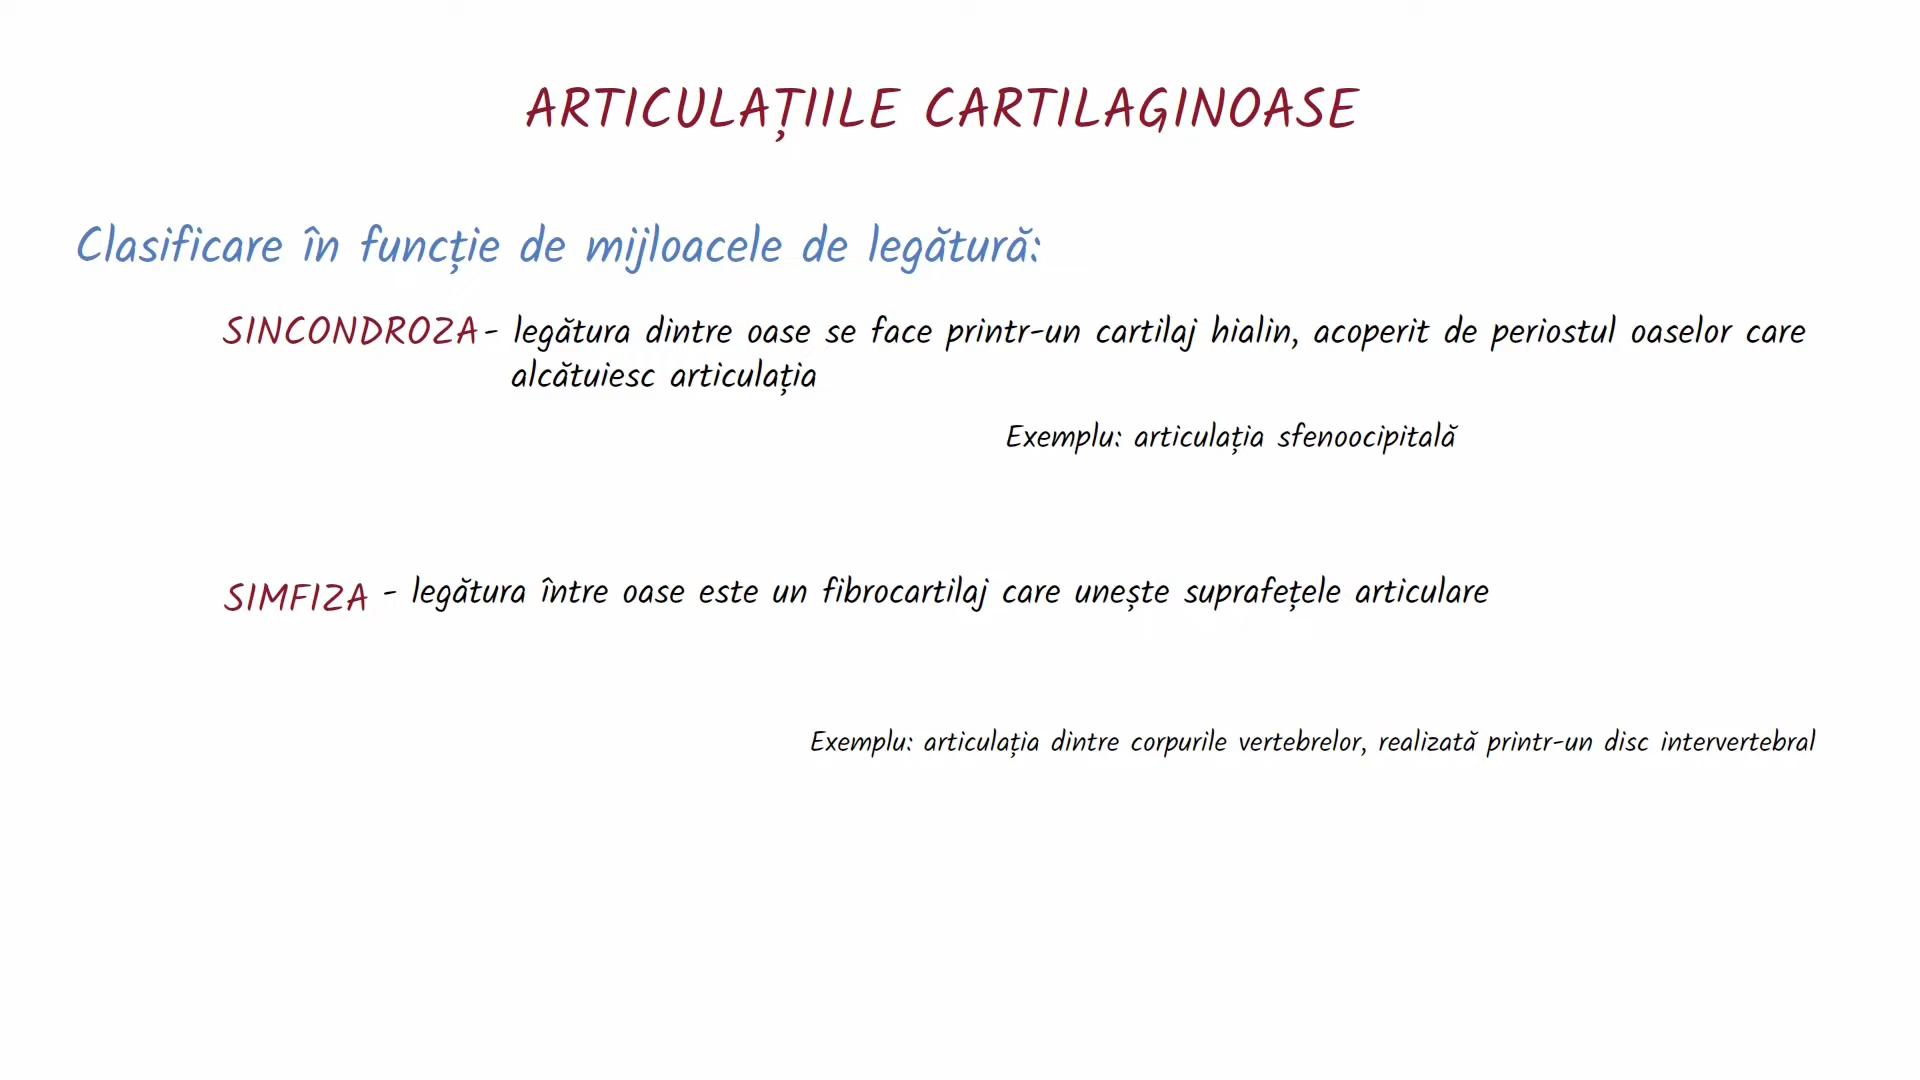 ARTICULAȚIILE CARTILAGINOASE
Clasificare în funcție de mijloacele de legătură:
SINCONDROZA - legătura dintre oase se face printr-un cartilaj hialin, acoperit de periostul oaselor care
alcătuiesc articulația
Exemplu: articulația sfenoocipitală
SIMFIZA - legătura între oase este un fibrocartilaj care unește suprafețele articulare
Exemplu: articulația dintre corpurile vertebrelor, realizată printr-un disc intervertebral